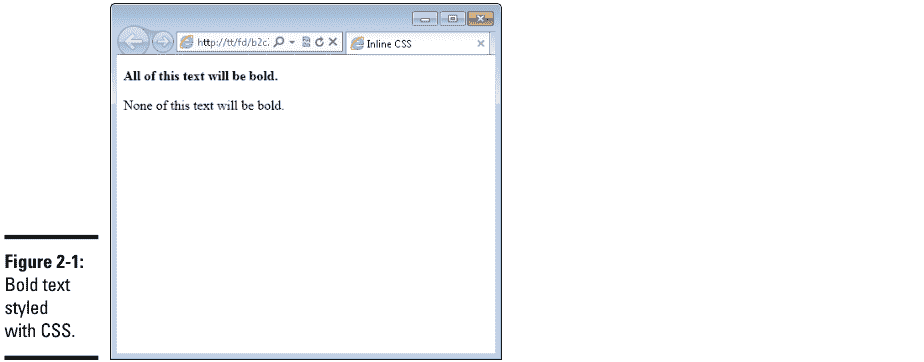 http://tt/fd/b2c
Inline CSS
All of this text will be bold.
None of this text will be bold.
Figure 2-1:
Bold text
styled
with CSS.